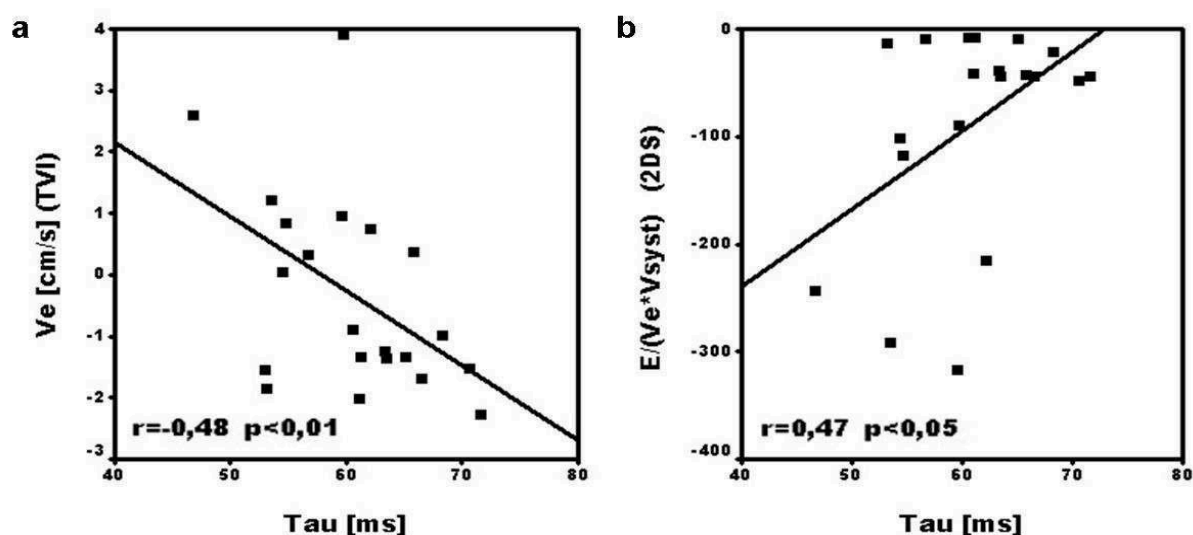 a
Ve [cm/s] (TVI)
4
3
2
1
0
-1
-2
-3
r=-0,48 p<0,01
40 50 60 70 80
Tau [ms]
b
E/(Ve*Vsyst) (2DS)
0
-100
-200
-300
-400
r=0,47 p<0,05
40 50 60 70 80
Tau [ms]